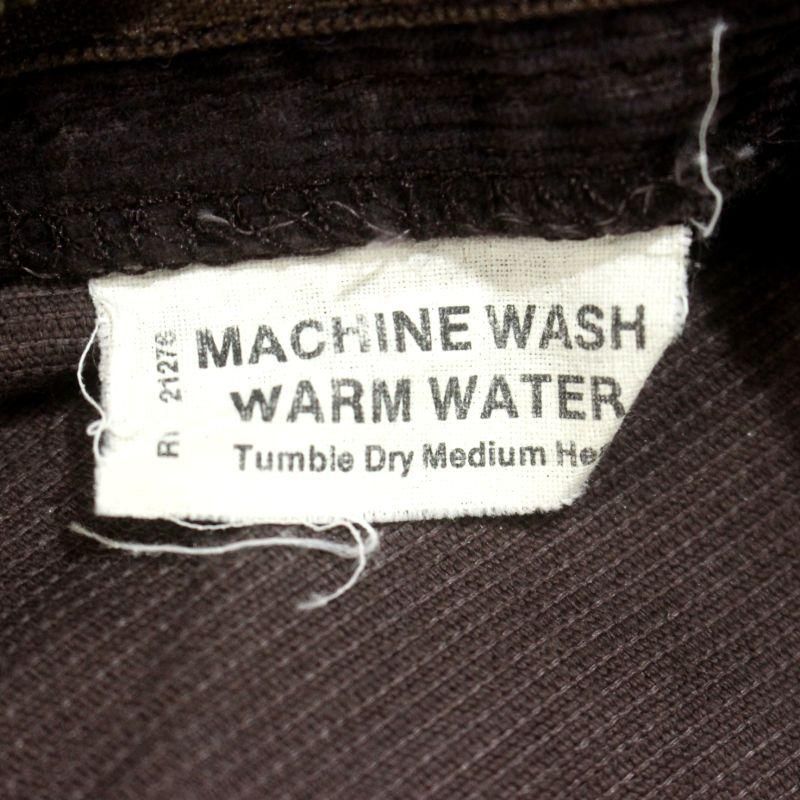 MACHINE WASH
WARM WATER
Tumble Dry Medium
21276